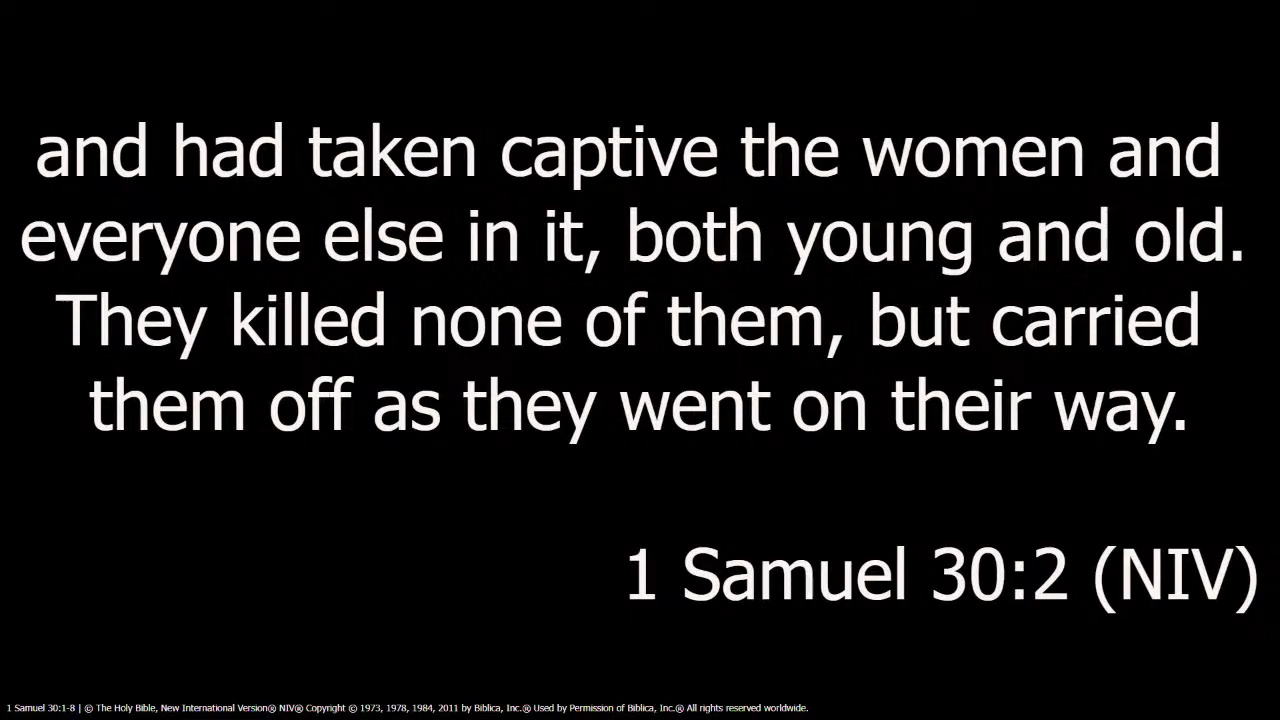 and had taken captive the women and
everyone else in it, both young and old.
They killed none of them, but carried
them off as they went on their way.
1 Samuel 30:2 (NIV)
1 Samuel 30:1-8 | © The Holy Bible, New International Version® NIV® Copyright © 1973, 1978, 1984, 2011 by Biblica, Inc.® Used by Permission of Biblica, Inc.® All rights reserved worldwide.